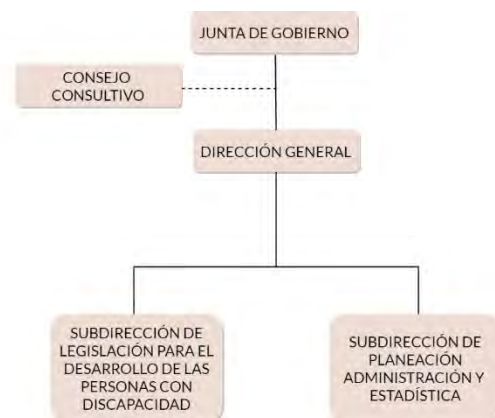 JUNTA DE GOBIERNO
CONSEJO
CONSULTIVO
DIRECCIÓN GENERAL
SUBDIRECCIÓN DE
LEGISLACIÓN PARA EL
DESARROLLO DE LAS
PERSONAS CON
DISCAPACIDAD
SUBDIRECCIÓN DE
PLANEACIÓN
ADMINISTRACIÓN Y
ESTADÍSTICA